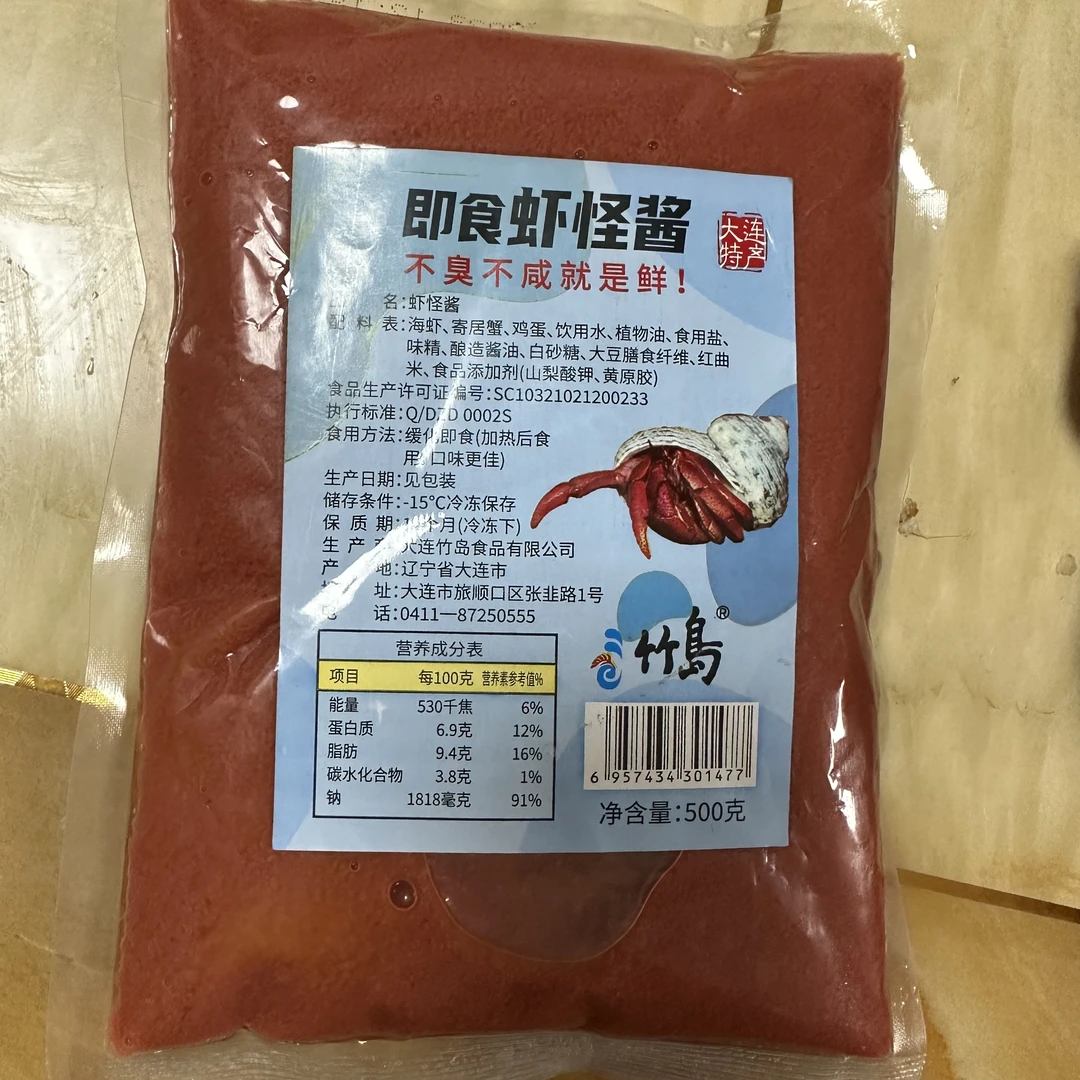 即食虾怪酱
大连特产
不臭不咸就是鲜！
名：虾怪酱
配料表：海虾、寄居蟹、鸡蛋、饮用水、植物油、食用盐、
味精、酿造酱油、白砂糖、大豆膳食纤维、红曲
米、食品添加剂(山梨酸钾、黄原胶)
食品生产许可证编号：SC10321021200233
执行标准：Q/DZD 0002S
食用方法：缓化即食(加热后食
用，口味更佳)
生产日期：见包装
储存条件：-15℃冷冻保存
保质期：个月(冷冻下)
生产商：大连竹岛食品有限公司
产地：辽宁省大连市
址：大连市旅顺口区张韭路1号
电话：0411—87250555
营养成分表
项目 每100克 营养素参考值%
能量 530千焦 6%
蛋白质 6.9克 12%
脂肪 9.4克 16%
碳水化合物 3.8克 1%
钠 1818毫克 91%
竹岛®
6 957434 301477
净含量：500克